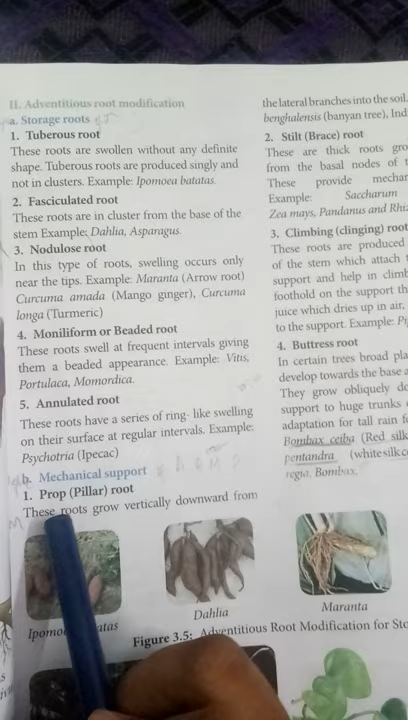 II. Adventitious root modification
a. Storage roots
1. Tuberous root
These roots are swollen without any definite
shape. Tuberous roots are produced singly and
not in clusters. Example: Ipomoea batatas.
2. Fasciculated root
These roots are in cluster from the base of the
stem Example; Dahlia, Asparagus.
3. Nodulose root
In this type of roots, swelling occurs only
near the tips. Example: Maranta (Arrow root)
Curcuma amada (Mango ginger), Curcuma
longa (Turmeric)
4. Moniliform or Beaded root
These roots swell at frequent intervals giving
them a beaded appearance. Example: Vitis,
Portulaca, Momordica.
5. Annulated root
These roots have a series of ring- like swelling
on their surface at regular intervals. Example:
Psychotria (Ipecac)
b. Mechanical support
1. Prop (Pillar) root
These roots grow vertically downward from
the lateral branches into the soil.
benghalensis (banyan tree), Ind
2. Stilt (Brace) root
These are thick roots gro
from the basal nodes of
These provide mechan
Example: Saccharum
Zea mays, Pandanus and Rhiz
3. Climbing (clinging) root
These roots are produced
of the stem which attach
support and help in climb
foothold on the support th
juice which dries up in air,
to the support. Example: Pi
4. Buttress root
In certain trees broad pla
develop towards the base
They grow obliquely do
support to huge trunks
adaptation for tall rain fo
Bombax ceiba (Red silk
pentandra (white silk c
regia, Bombax.
Ipomo atas
Dahlia
Maranta
Figure 3.5: Adventitious Root Modification for Sto